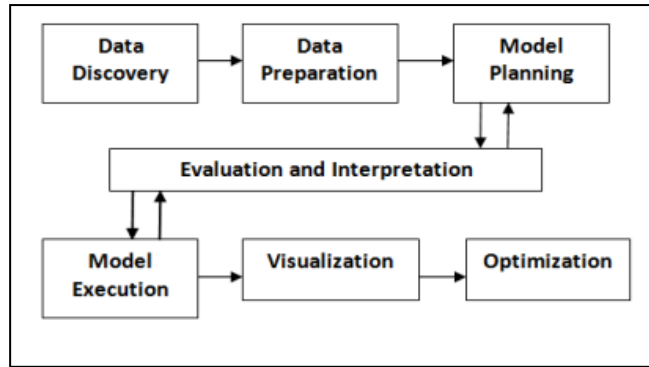 Data
Discovery
Data
Preparation
Model
Planning
Evaluation and Interpretation
Model
Execution
Visualization
Optimization